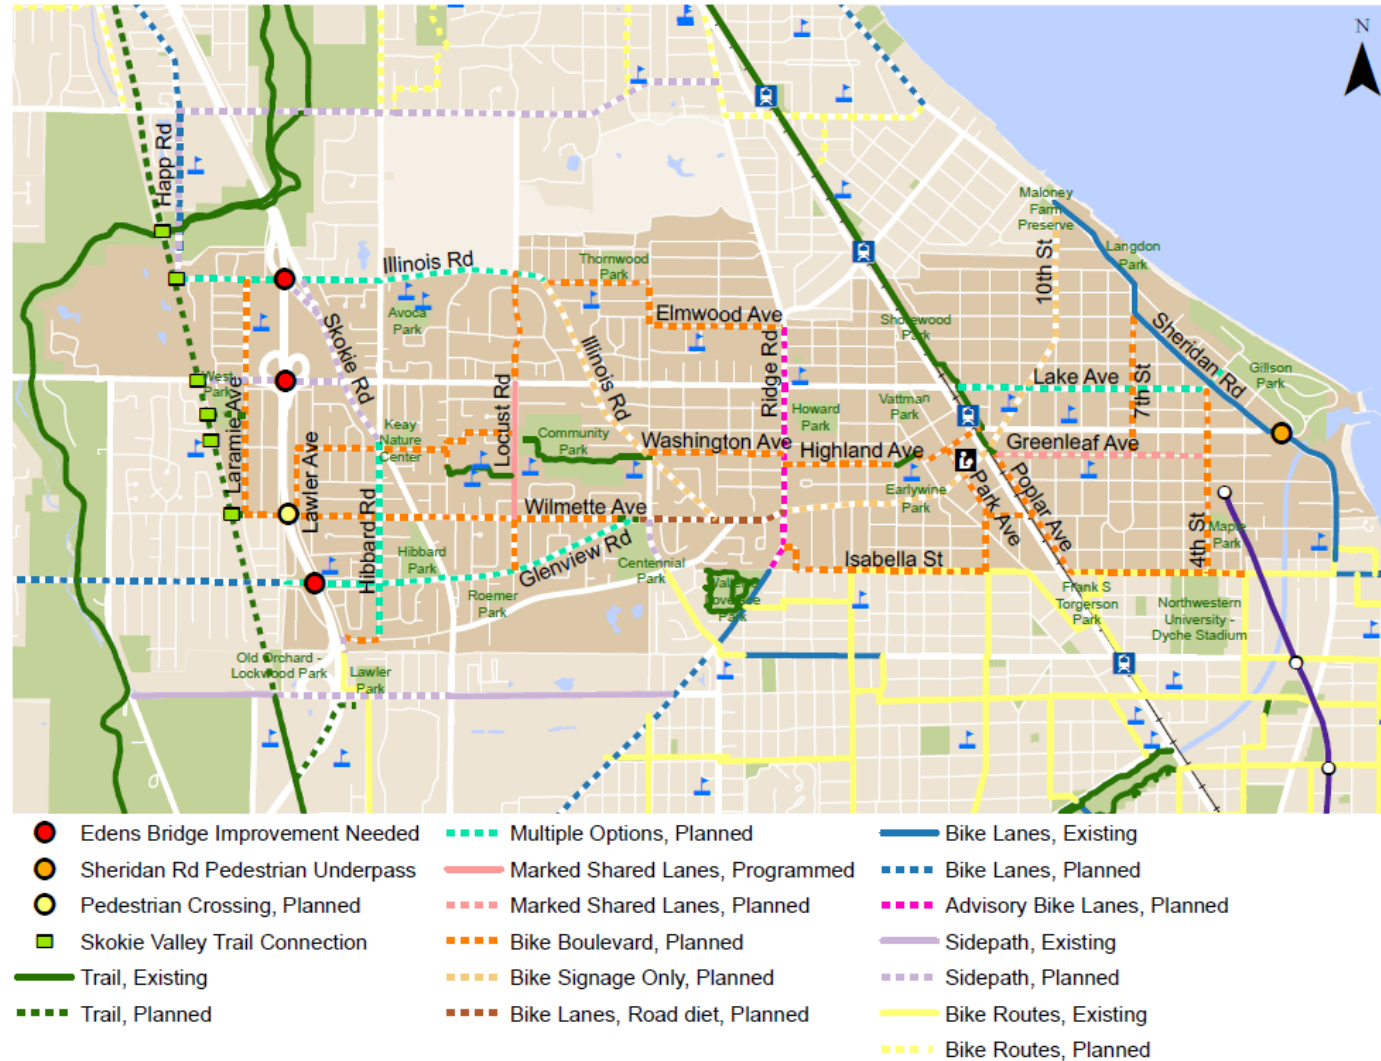 N
Happ Rd
Maloney
Farm
Preserve
Langdon
Park
10th St
Illinois Rd
Thornwood
Park
Avoca
Park
Elmwood Ave
Shorewood
Park
Sheridan Rd
Skokie Rd
Illinois Rd
Ridge Rd
Gillson
Park
West
Park
Laramie Ave
Lake Ave
7th St
Locust Rd
Vattman
Park
Howard
Park
Keay
Nature
Center
Community
Park
Washington Ave
Highland Ave
Greenleaf Ave
Lawler Ave
Hibbard Rd
Earlywine
Park
Park Ave
Poplar Ave
Wilmette Ave
4th St
Maple
Park
Hibbard
Park
Glenview Rd
Centennial
Park
Isabella St
Roemer
Park
Park
Frank S
Torgerson
Park
Northwestern
University -
Dyche Stadium
Old Orchard -
Lockwood Park
Lawler
Park
Edens Bridge Improvement Needed
Sheridan Rd Pedestrian Underpass
Pedestrian Crossing, Planned
Skokie Valley Trail Connection
Trail, Existing
Trail, Planned
Multiple Options, Planned
Marked Shared Lanes, Programmed
Marked Shared Lanes, Planned
Bike Boulevard, Planned
Bike Signage Only, Planned
Bike Lanes, Road diet, Planned
Bike Lanes, Existing
Bike Lanes, Planned
Advisory Bike Lanes, Planned
Sidepath, Existing
Sidepath, Planned
Bike Routes, Existing
Bike Routes, Planned